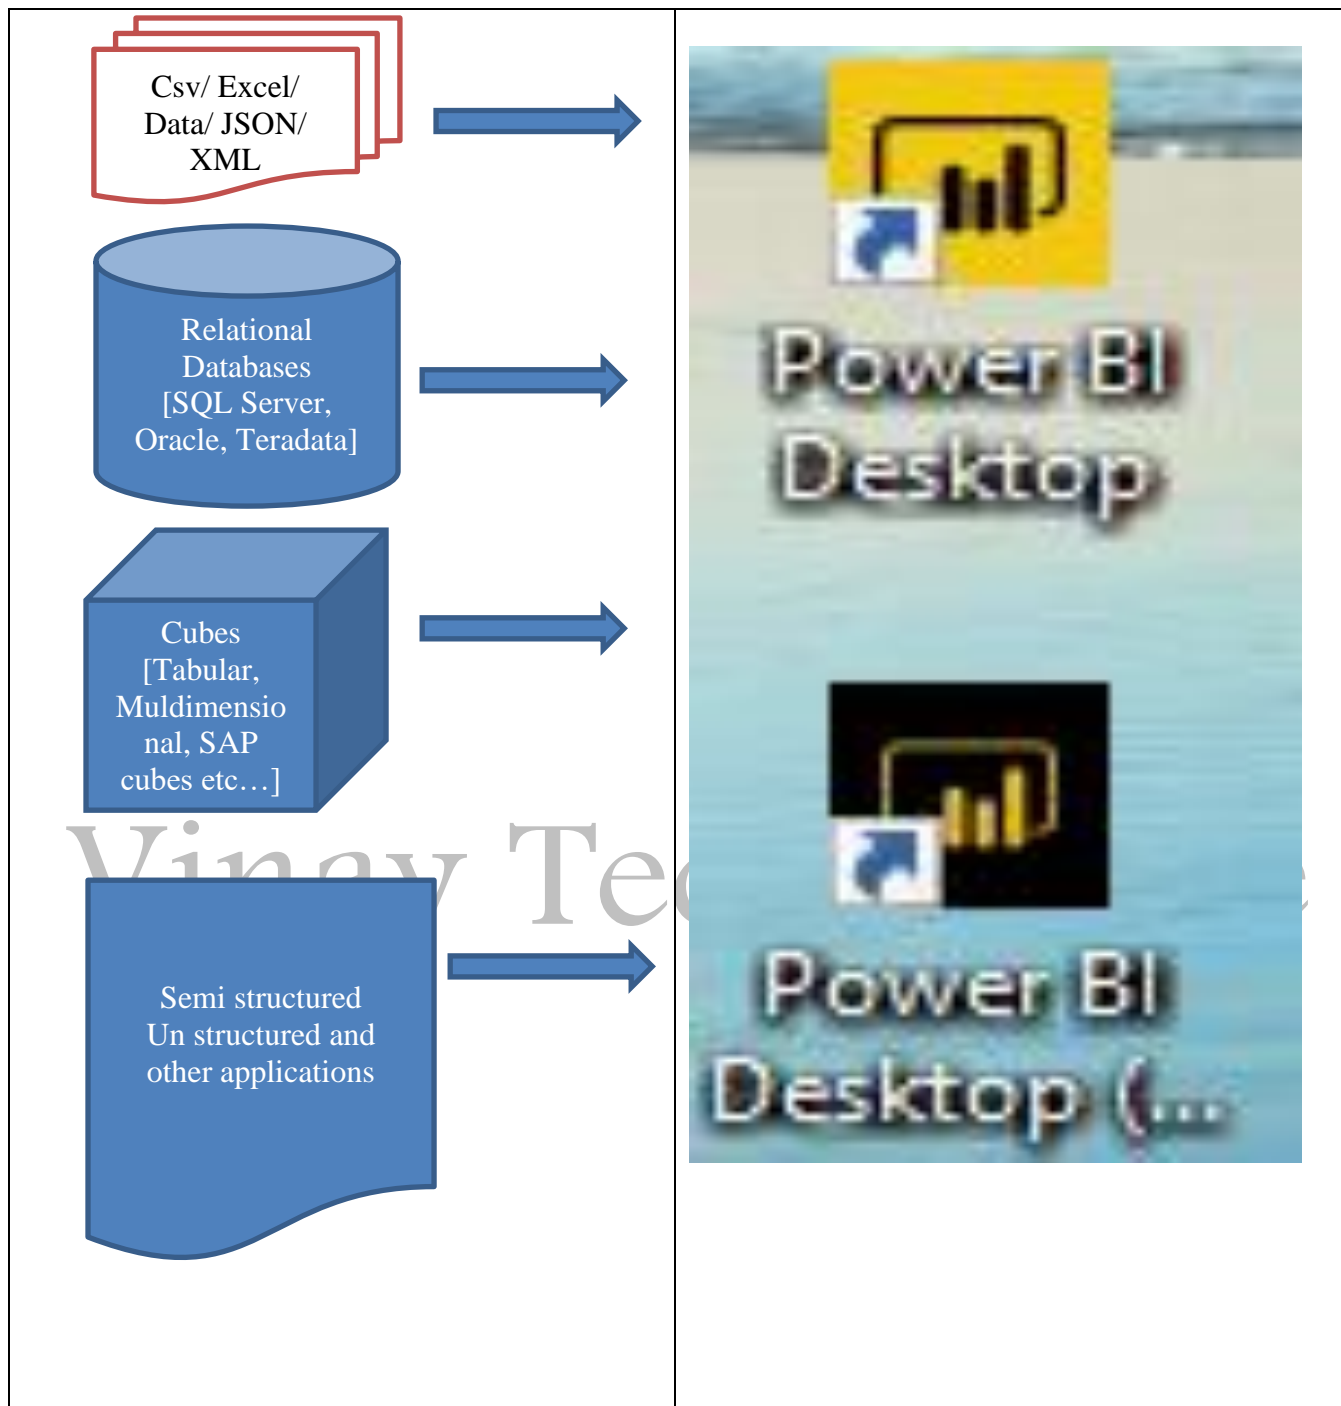 Csv/ Excel/
Data/ JSON/
XML
Relational
Databases
[SQL Server,
Oracle, Teradata]
Cubes
[Tabular,
Muldimensio
nal, SAP
cubes etc…]
Semi structured
Un structured and
other applications
Power BI
Desktop
Power BI
Desktop (...
Vinay